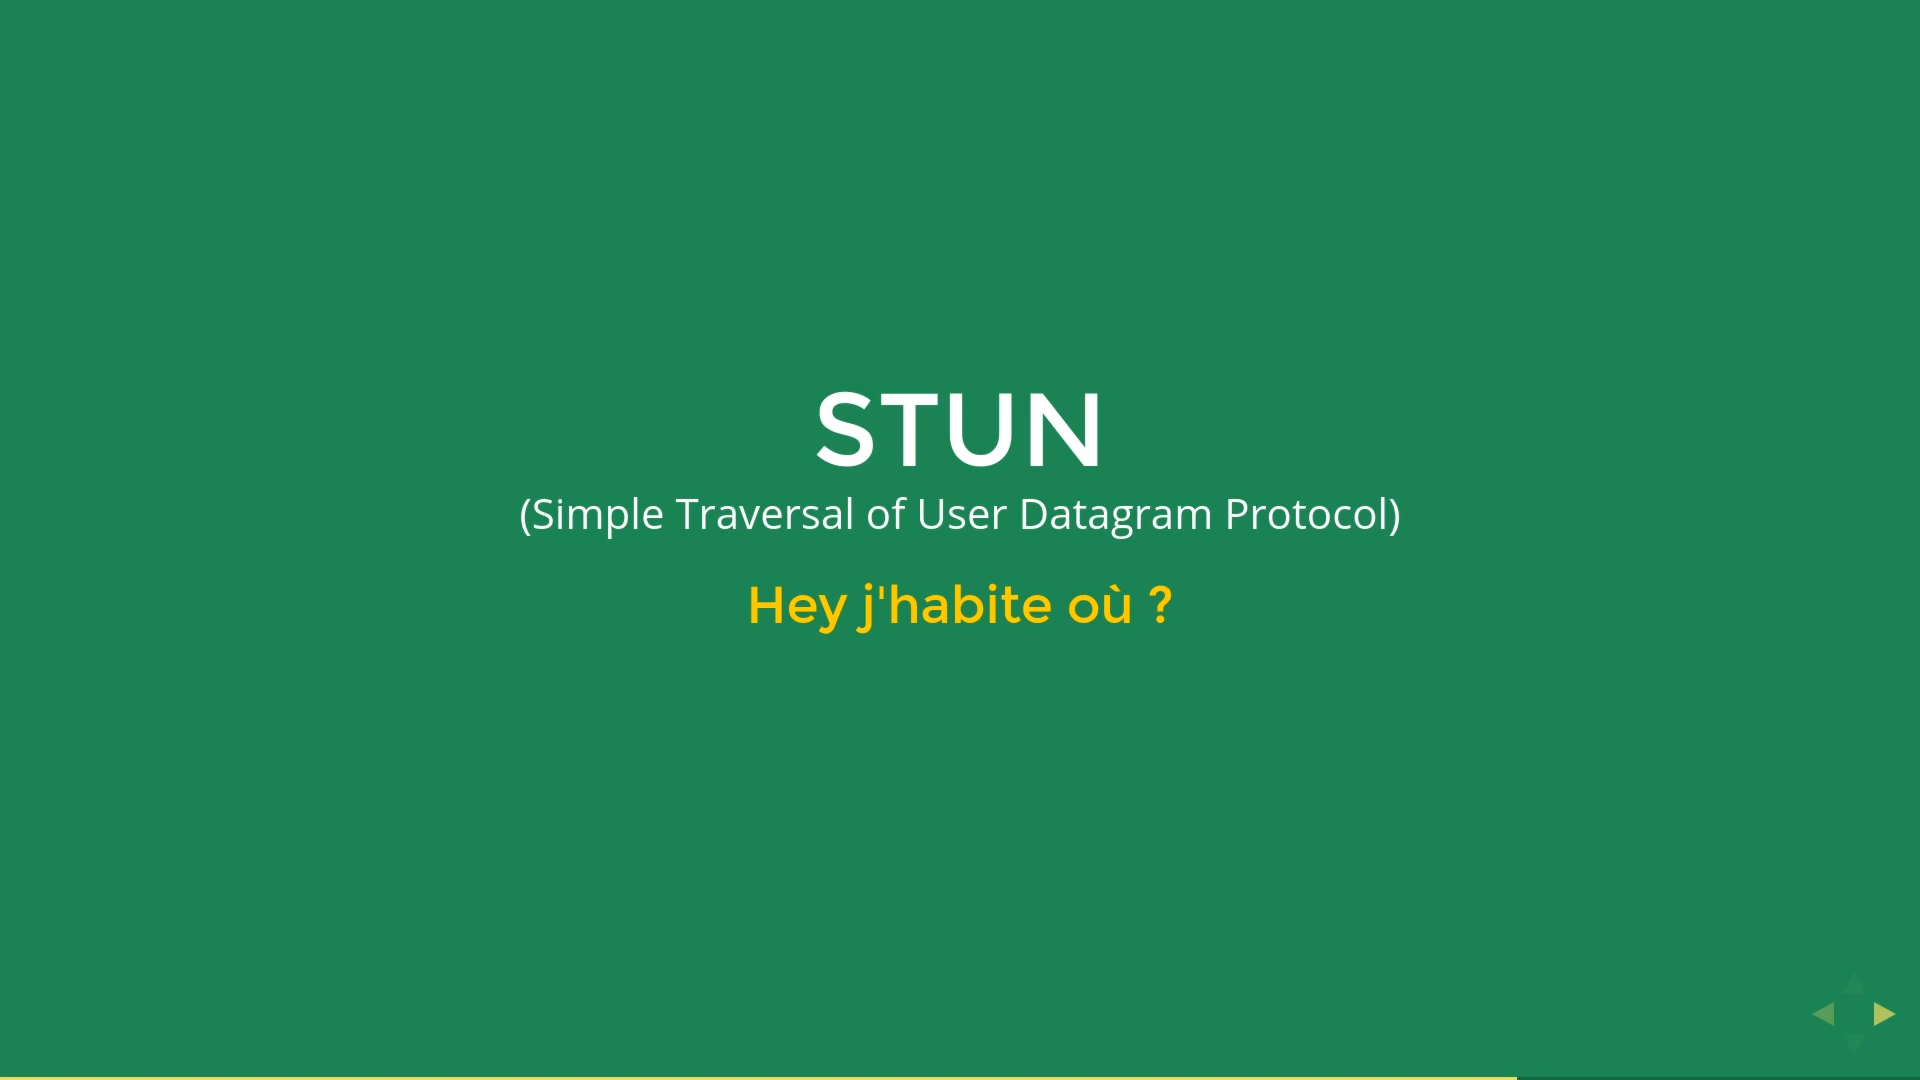 STUN
(Simple Traversal of User Datagram Protocol)
Hey j'habite où ?